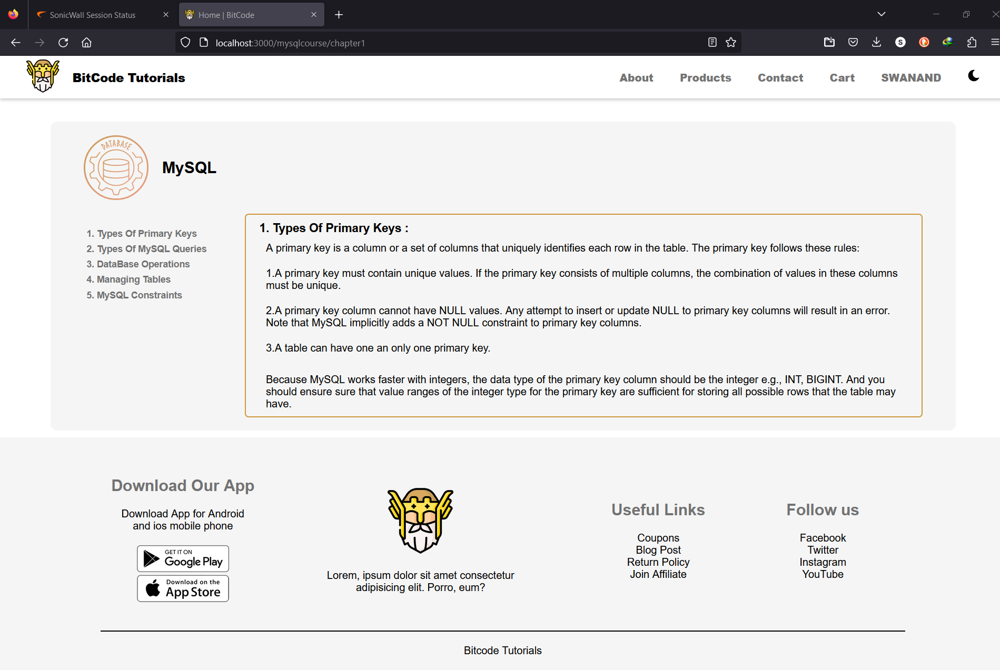 SonicWall Session Status
Home | BitCode
localhost:3000/mysqlcourse/chapter1
S
BitCode Tutorials
About
Products
Contact
Cart
SWANAND
DATABASE
MySQL
1. Types Of Primary Keys
2. Types Of MySQL Queries
3. DataBase Operations
4. Managing Tables
5. MySQL Constraints
1. Types Of Primary Keys :
A primary key is a column or a set of columns that uniquely identifies each row in the table. The primary key follows these rules:
1.A primary key must contain unique values. If the primary key consists of multiple columns, the combination of values in these columns
must be unique.
2.A primary key column cannot have NULL values. Any attempt to insert or update NULL to primary key columns will result in an error.
Note that MySQL implicitly adds a NOT NULL constraint to primary key columns.
3.A table can have one an only one primary key.
Because MySQL works faster with integers, the data type of the primary key column should be the integer e.g., INT, BIGINT. And you
should ensure sure that value ranges of the integer type for the primary key are sufficient for storing all possible rows that the table may
have.
Download Our App
Download App for Android
and ios mobile phone
GET IT ON
Google Play
Download on the
App Store
Lorem, ipsum dolor sit amet consectetur
adipisicing elit. Porro, eum?
Useful Links
Coupons
Blog Post
Return Policy
Join Affiliate
Follow us
Facebook
Twitter
Instagram
YouTube
Bitcode Tutorials